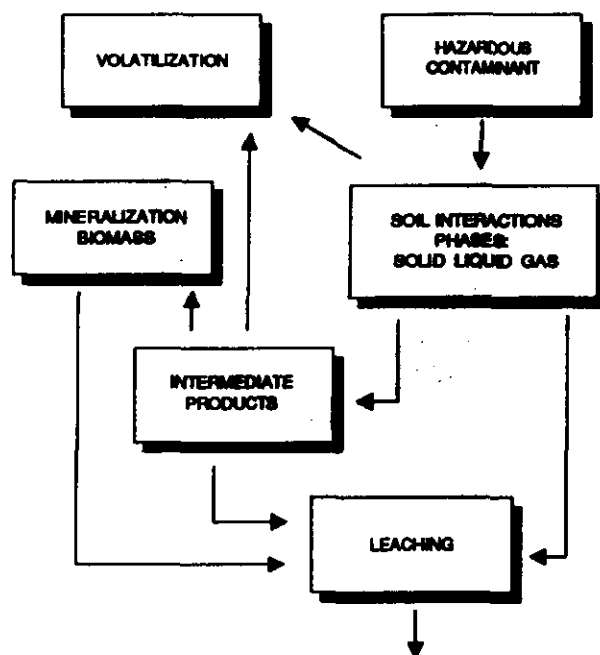 VOLATILIZATION
HAZARDOUS
CONTAMINANT
MINERALIZATION
BIOMASS
SOIL INTERACTIONS
PHASES:
SOLID LIQUID GAS
INTERMEDIATE
PRODUCTS
LEACHING